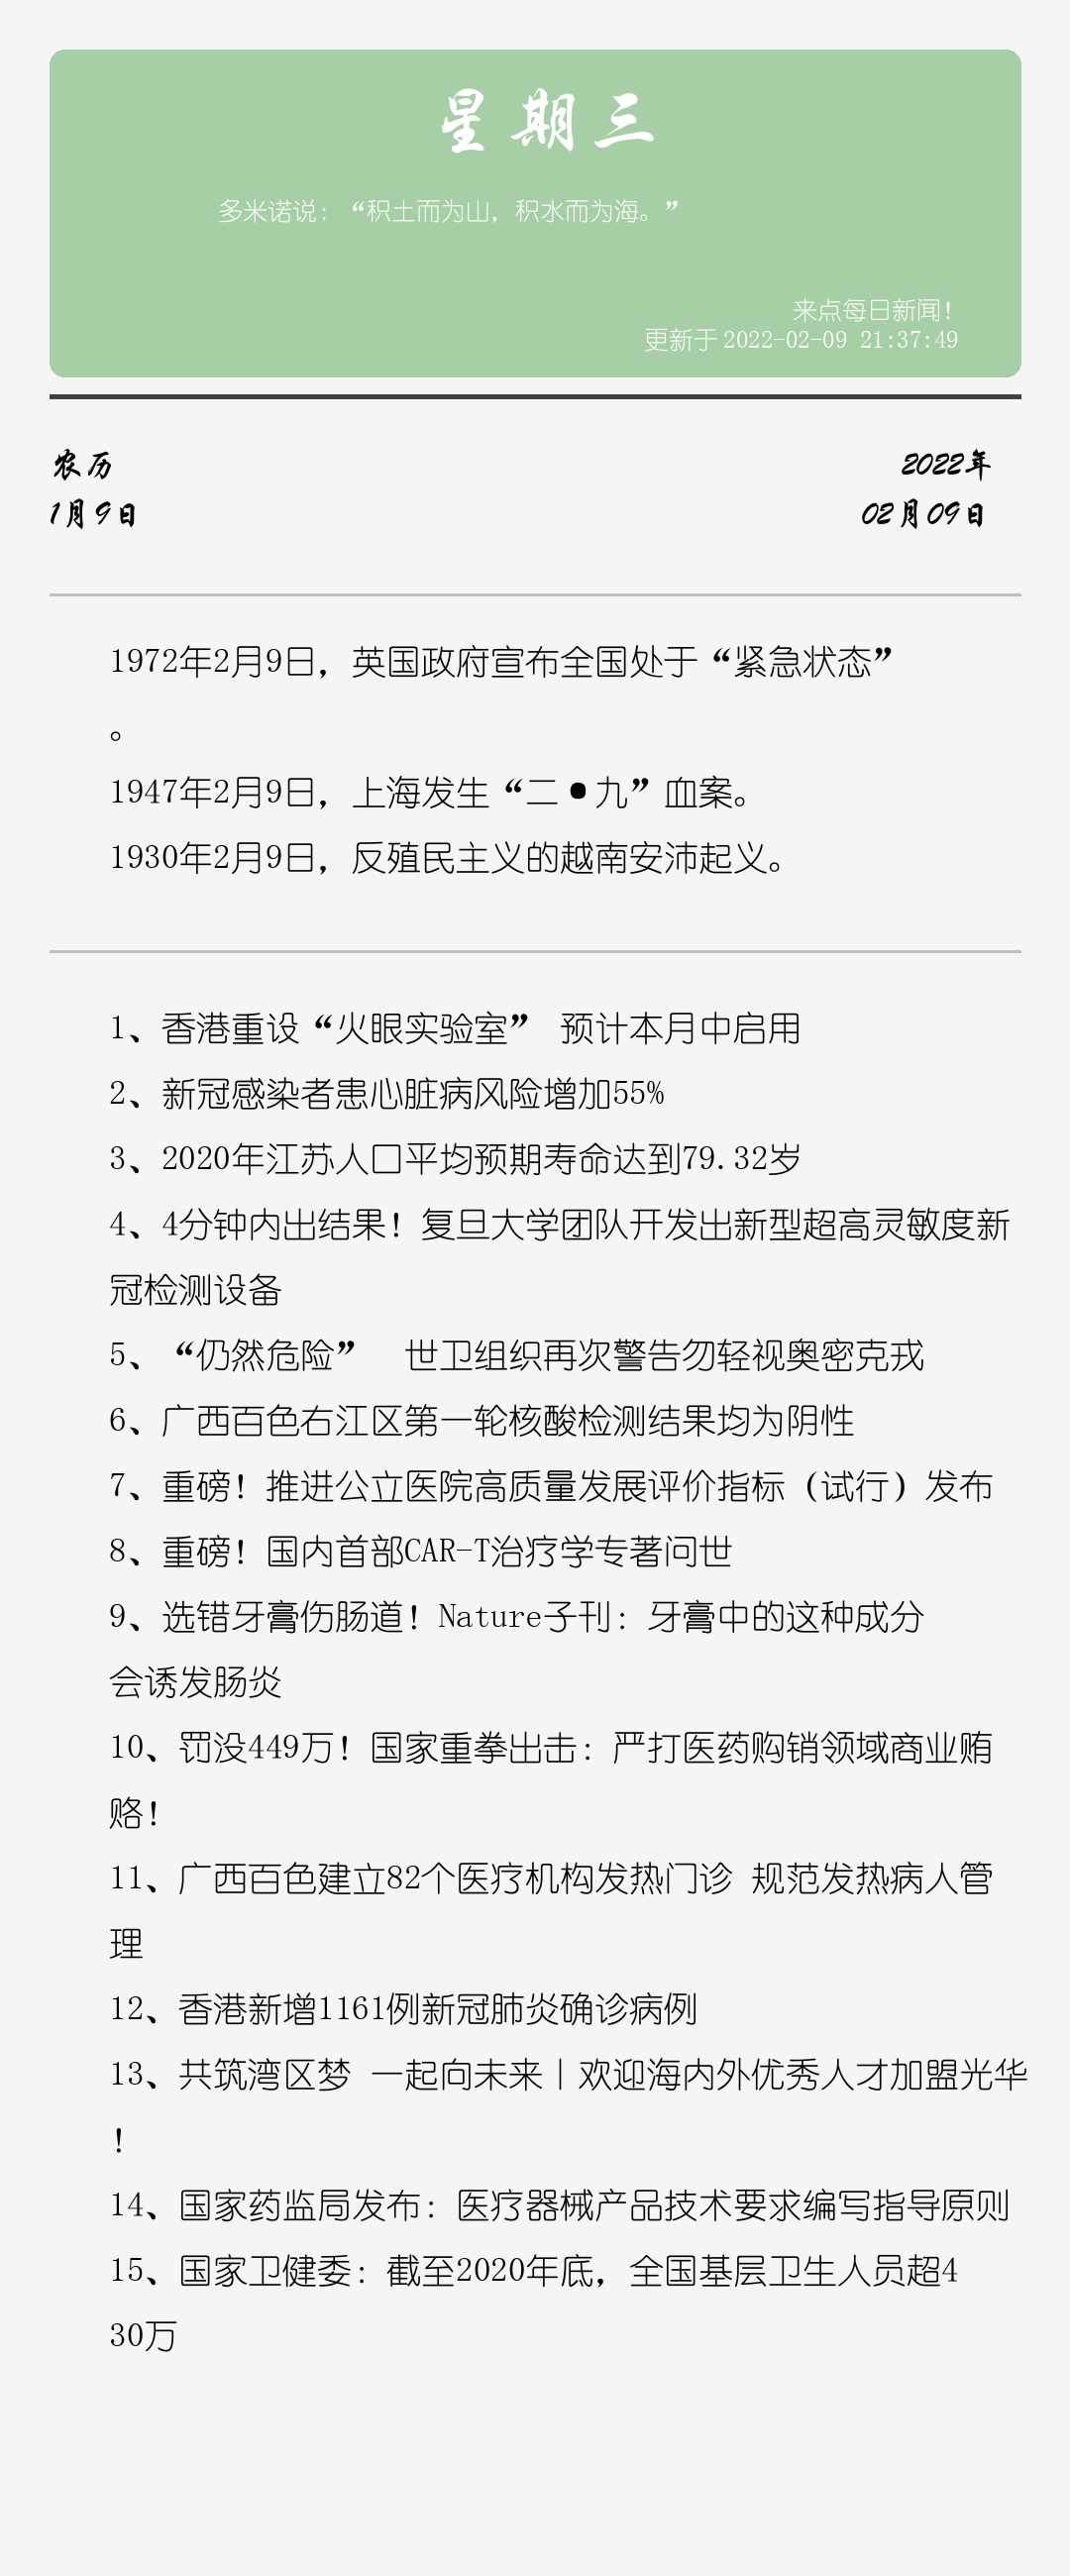 星期三
多米诺说：“积土而为山，积水而为海。”
来点每日新闻！
更新于 2022-02-09 21:37:49
农历
1月9日
2022年
02月09日
1972年2月9日，英国政府宣布全国处于“紧急状态”
。
1947年2月9日，上海发生“二•九”血案。
1930年2月9日，反殖民主义的越南安沛起义。
1、香港重设“火眼实验室” 预计本月中启用
2、新冠感染者患心脏病风险增加55%
3、2020年江苏人口平均预期寿命达到79.32岁
4、4分钟内出结果！复旦大学团队开发出新型超高灵敏度新
冠检测设备
5、“仍然危险”  世卫组织再次警告勿轻视奥密克戎
6、广西百色右江区第一轮核酸检测结果均为阴性
7、重磅！推进公立医院高质量发展评价指标（试行）发布
8、重磅！国内首部CAR-T治疗学专著问世
9、选错牙膏伤肠道！Nature子刊：牙膏中的这种成分
会诱发肠炎
10、罚没449万！国家重拳出击：严打医药购销领域商业贿
赂！
11、广西百色建立82个医疗机构发热门诊 规范发热病人管
理
12、香港新增1161例新冠肺炎确诊病例
13、共筑湾区梦 一起向未来丨欢迎海内外优秀人才加盟光华
！
14、国家药监局发布：医疗器械产品技术要求编写指导原则
15、国家卫健委：截至2020年底，全国基层卫生人员超4
30万